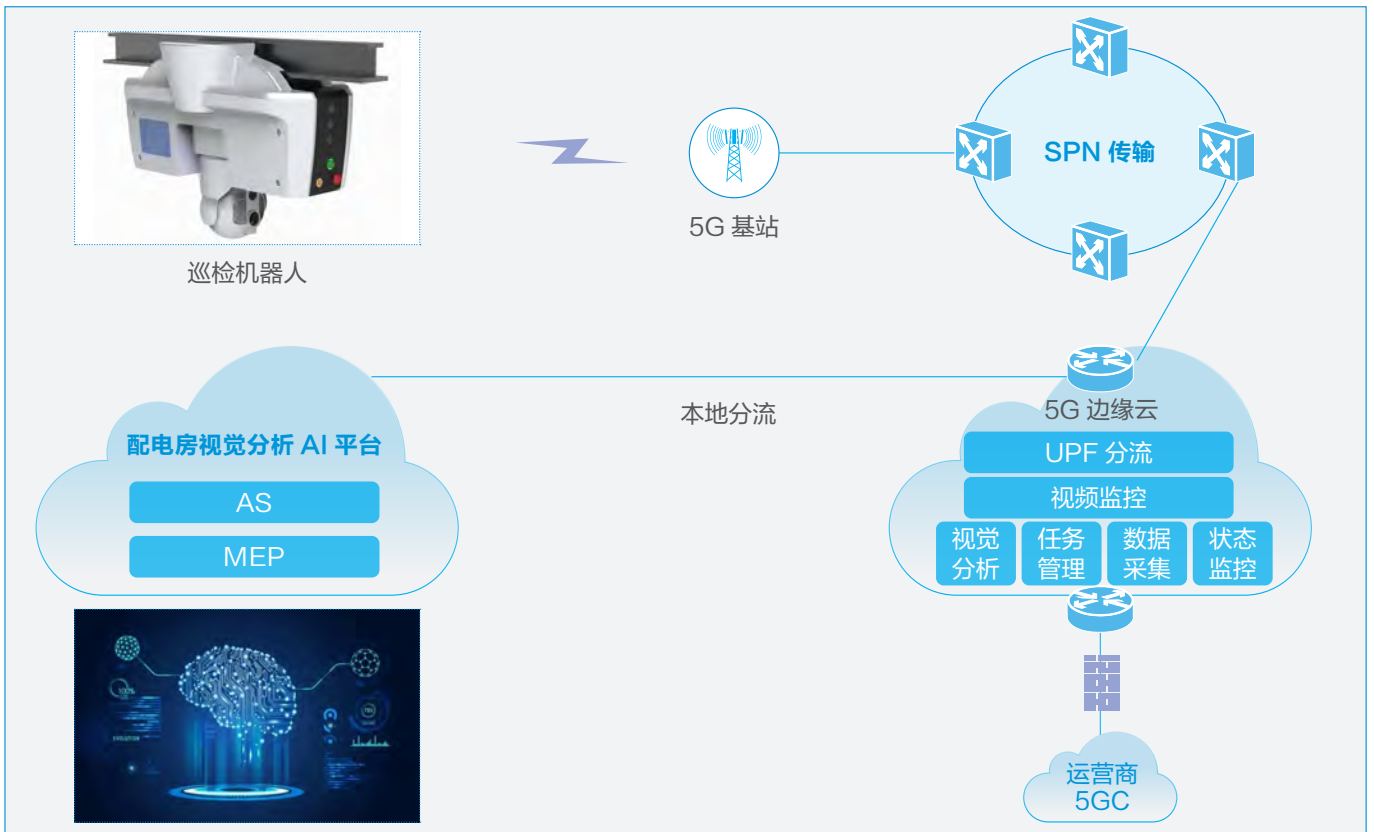 SPN 传输
5G 基站
巡检机器人
本地分流
5G 边缘云
配电房视觉分析 AI 平台
AS
MEP
UPF 分流
视频监控
视觉
分析
任务
管理
数据
采集
状态
监控
100%
EVOLUTION
运营商
5GC